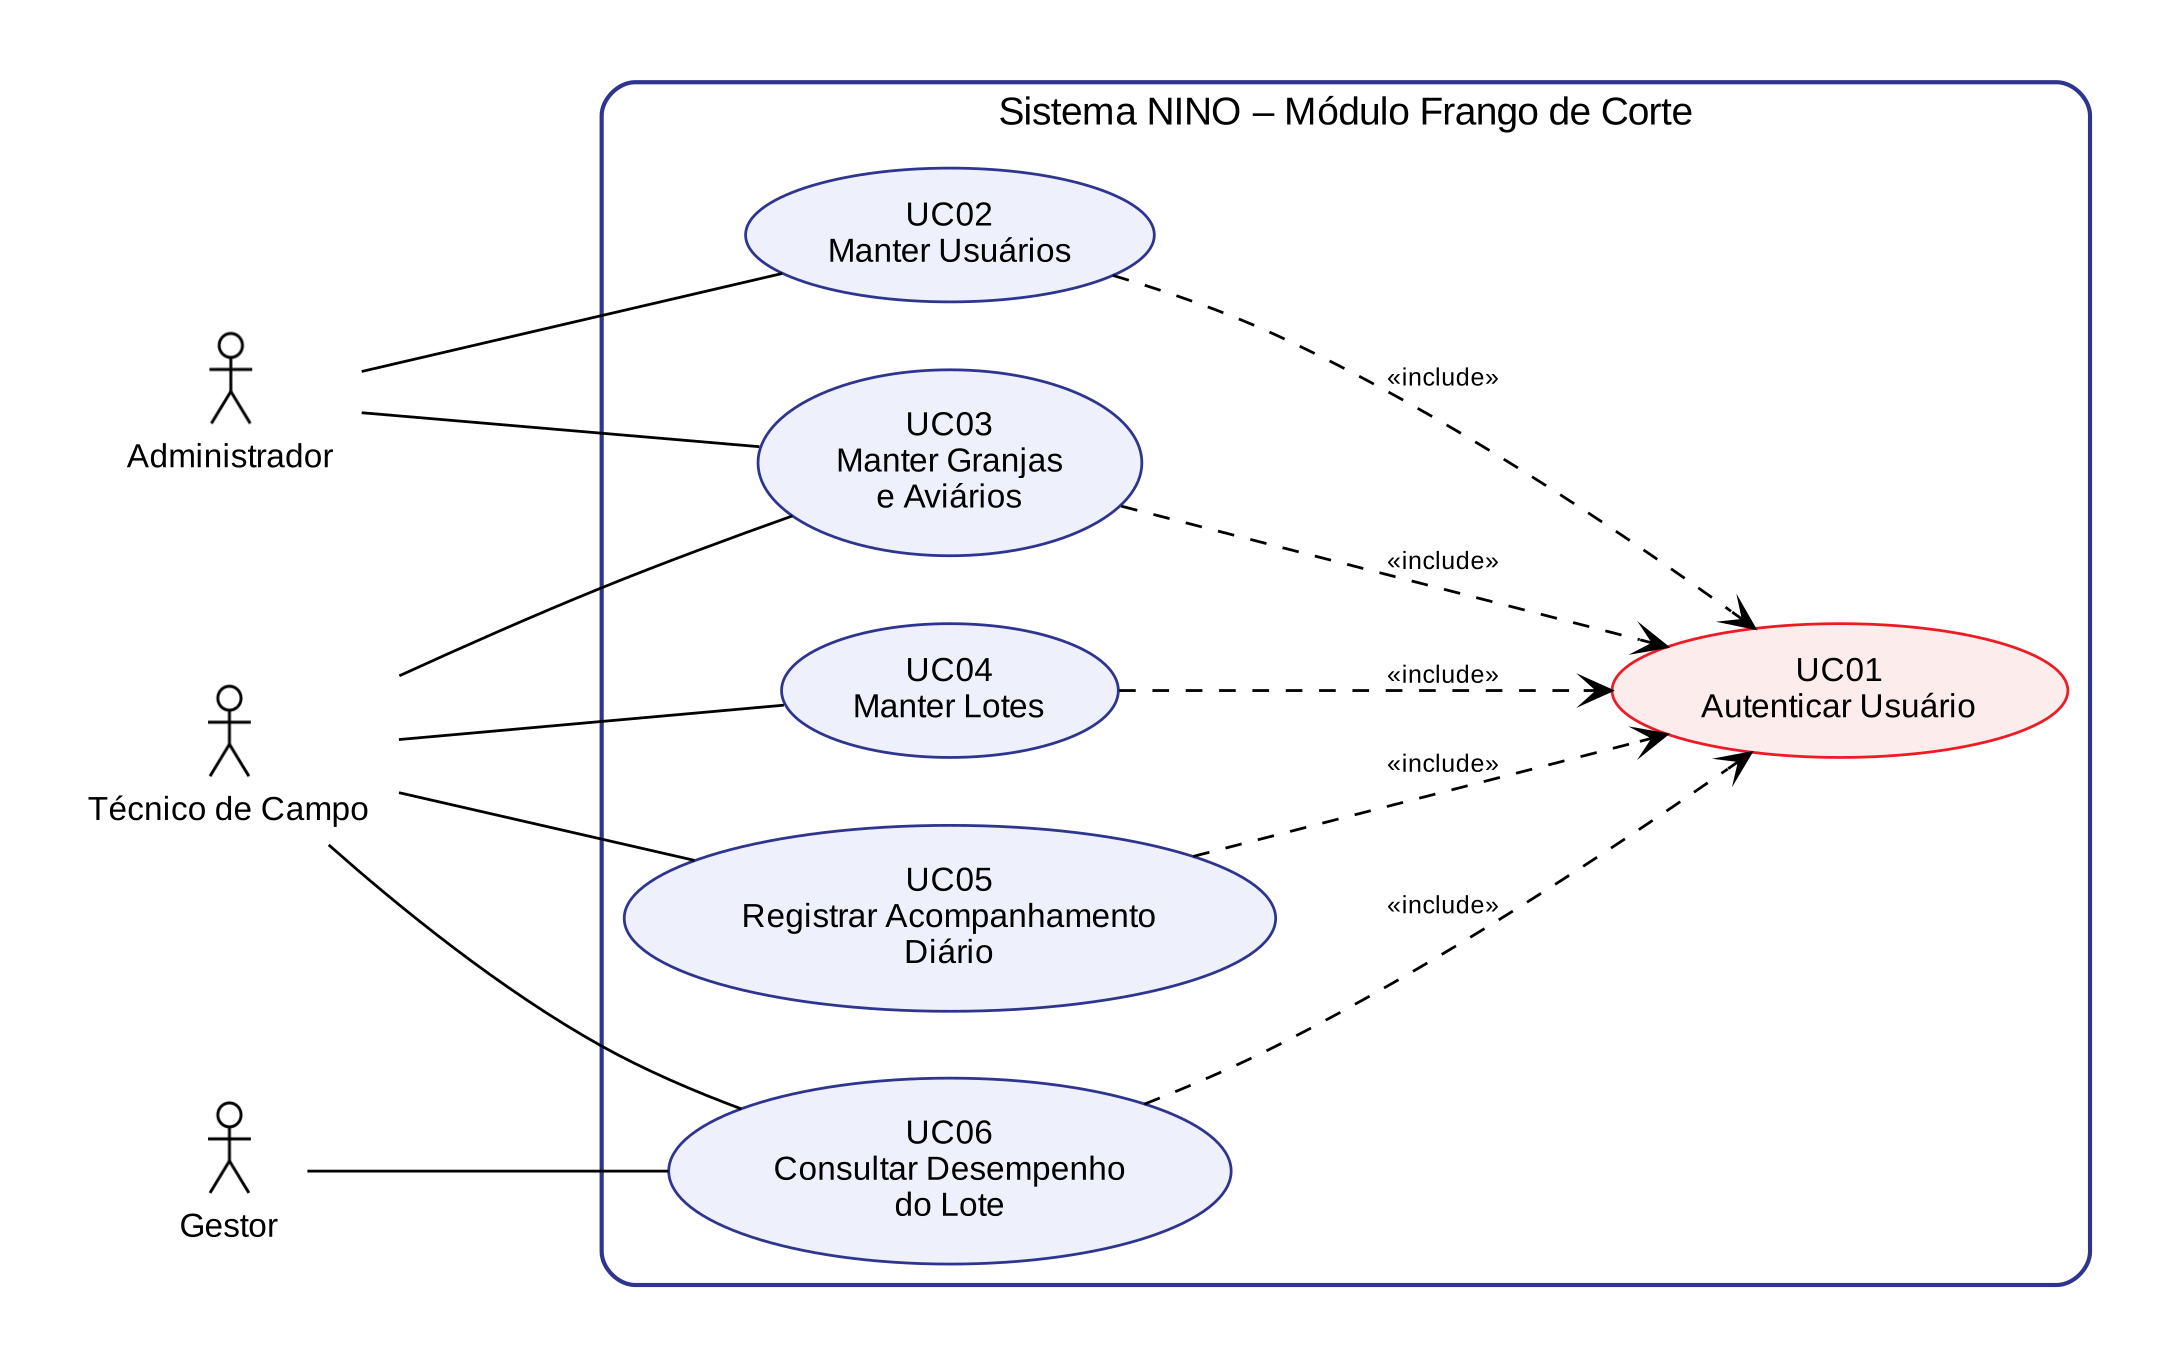 Sistema NINO – Módulo Frango de Corte
UC02
Manter Usuários
Administrador
«include»
UC03
Manter Granjas
e Aviários
«include»
UC04
Manter Lotes
«include»
UC01
Autenticar Usuário
Técnico de Campo
«include»
UC05
Registrar Acompanhamento
Diário
«include»
UC06
Consultar Desempenho
do Lote
Gestor